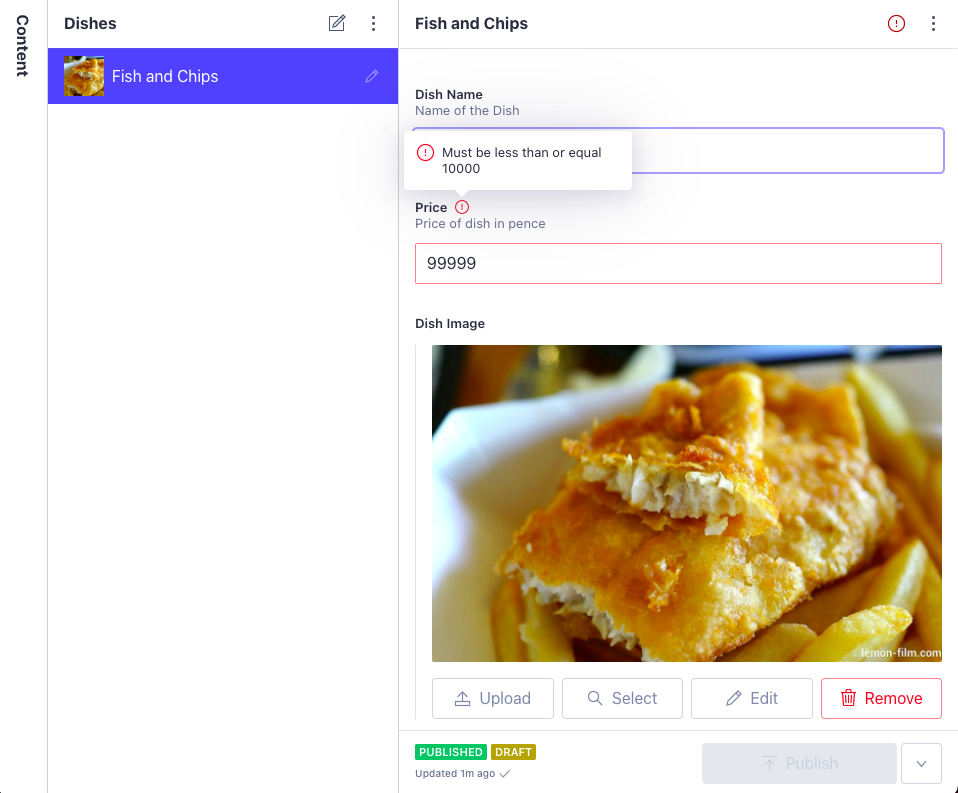 Content
Dishes
Fish and Chips
Fish and Chips
Dish Name
Name of the Dish
Must be less than or equal
10000
Price
Price of dish in pence
99999
Dish Image
lemon-film.com
Upload
Select
Edit
Remove
PUBLISHED DRAFT
Updated 1m ago
Publish